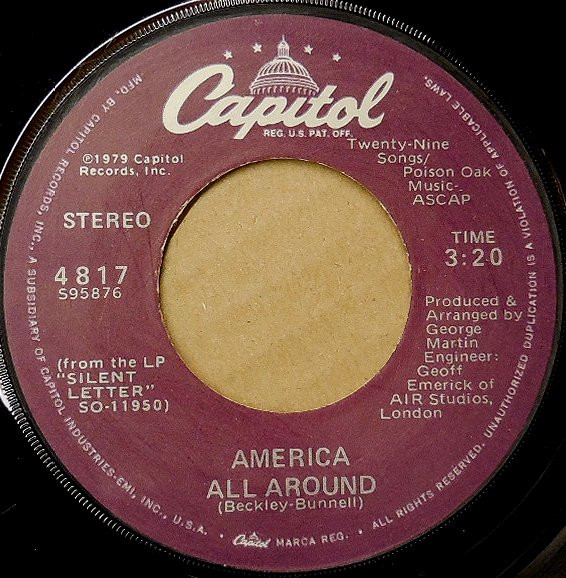 Capitol
REG. U.S. PAT. OFF.
℗1979 Capitol
Records, Inc.
STEREO
4817
S95876
(from the LP
"SILENT
LETTER"
SO-11950)
Twenty-Nine
Songs/
Poison Oak
Music-
ASCAP
TIME
3:20
Produced &
Arranged by
George
Martin
Engineer:
Geoff
Emerick of
AIR Studios,
London
AMERICA
ALL AROUND
(Beckley-Bunnell)
MFG. BY CAPITOL RECORDS, INC., A SUBSIDIARY OF CAPITOL INDUSTRIES-EMI, INC., U.S.A. • Capitol MARCA REG. • ALL RIGHTS RESERVED. UNAUTHORIZED DUPLICATION IS A VIOLATION OF APPLICABLE LAWS.